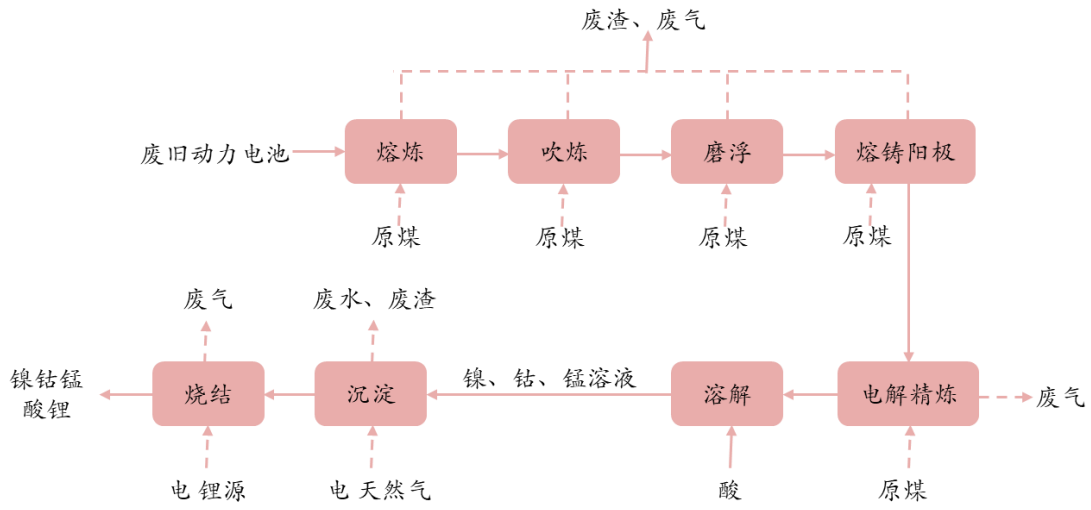 废渣、废气
废旧动力电池
熔炼
吹炼
磨浮
熔铸阳极
原煤
原煤
原煤
原煤
废气
废水、废渣
镍钴锰
酸锂
烧结
沉淀
镍、钴、锰溶液
溶解
电解精炼
废气
电 锂源
电 天然气
酸
原煤